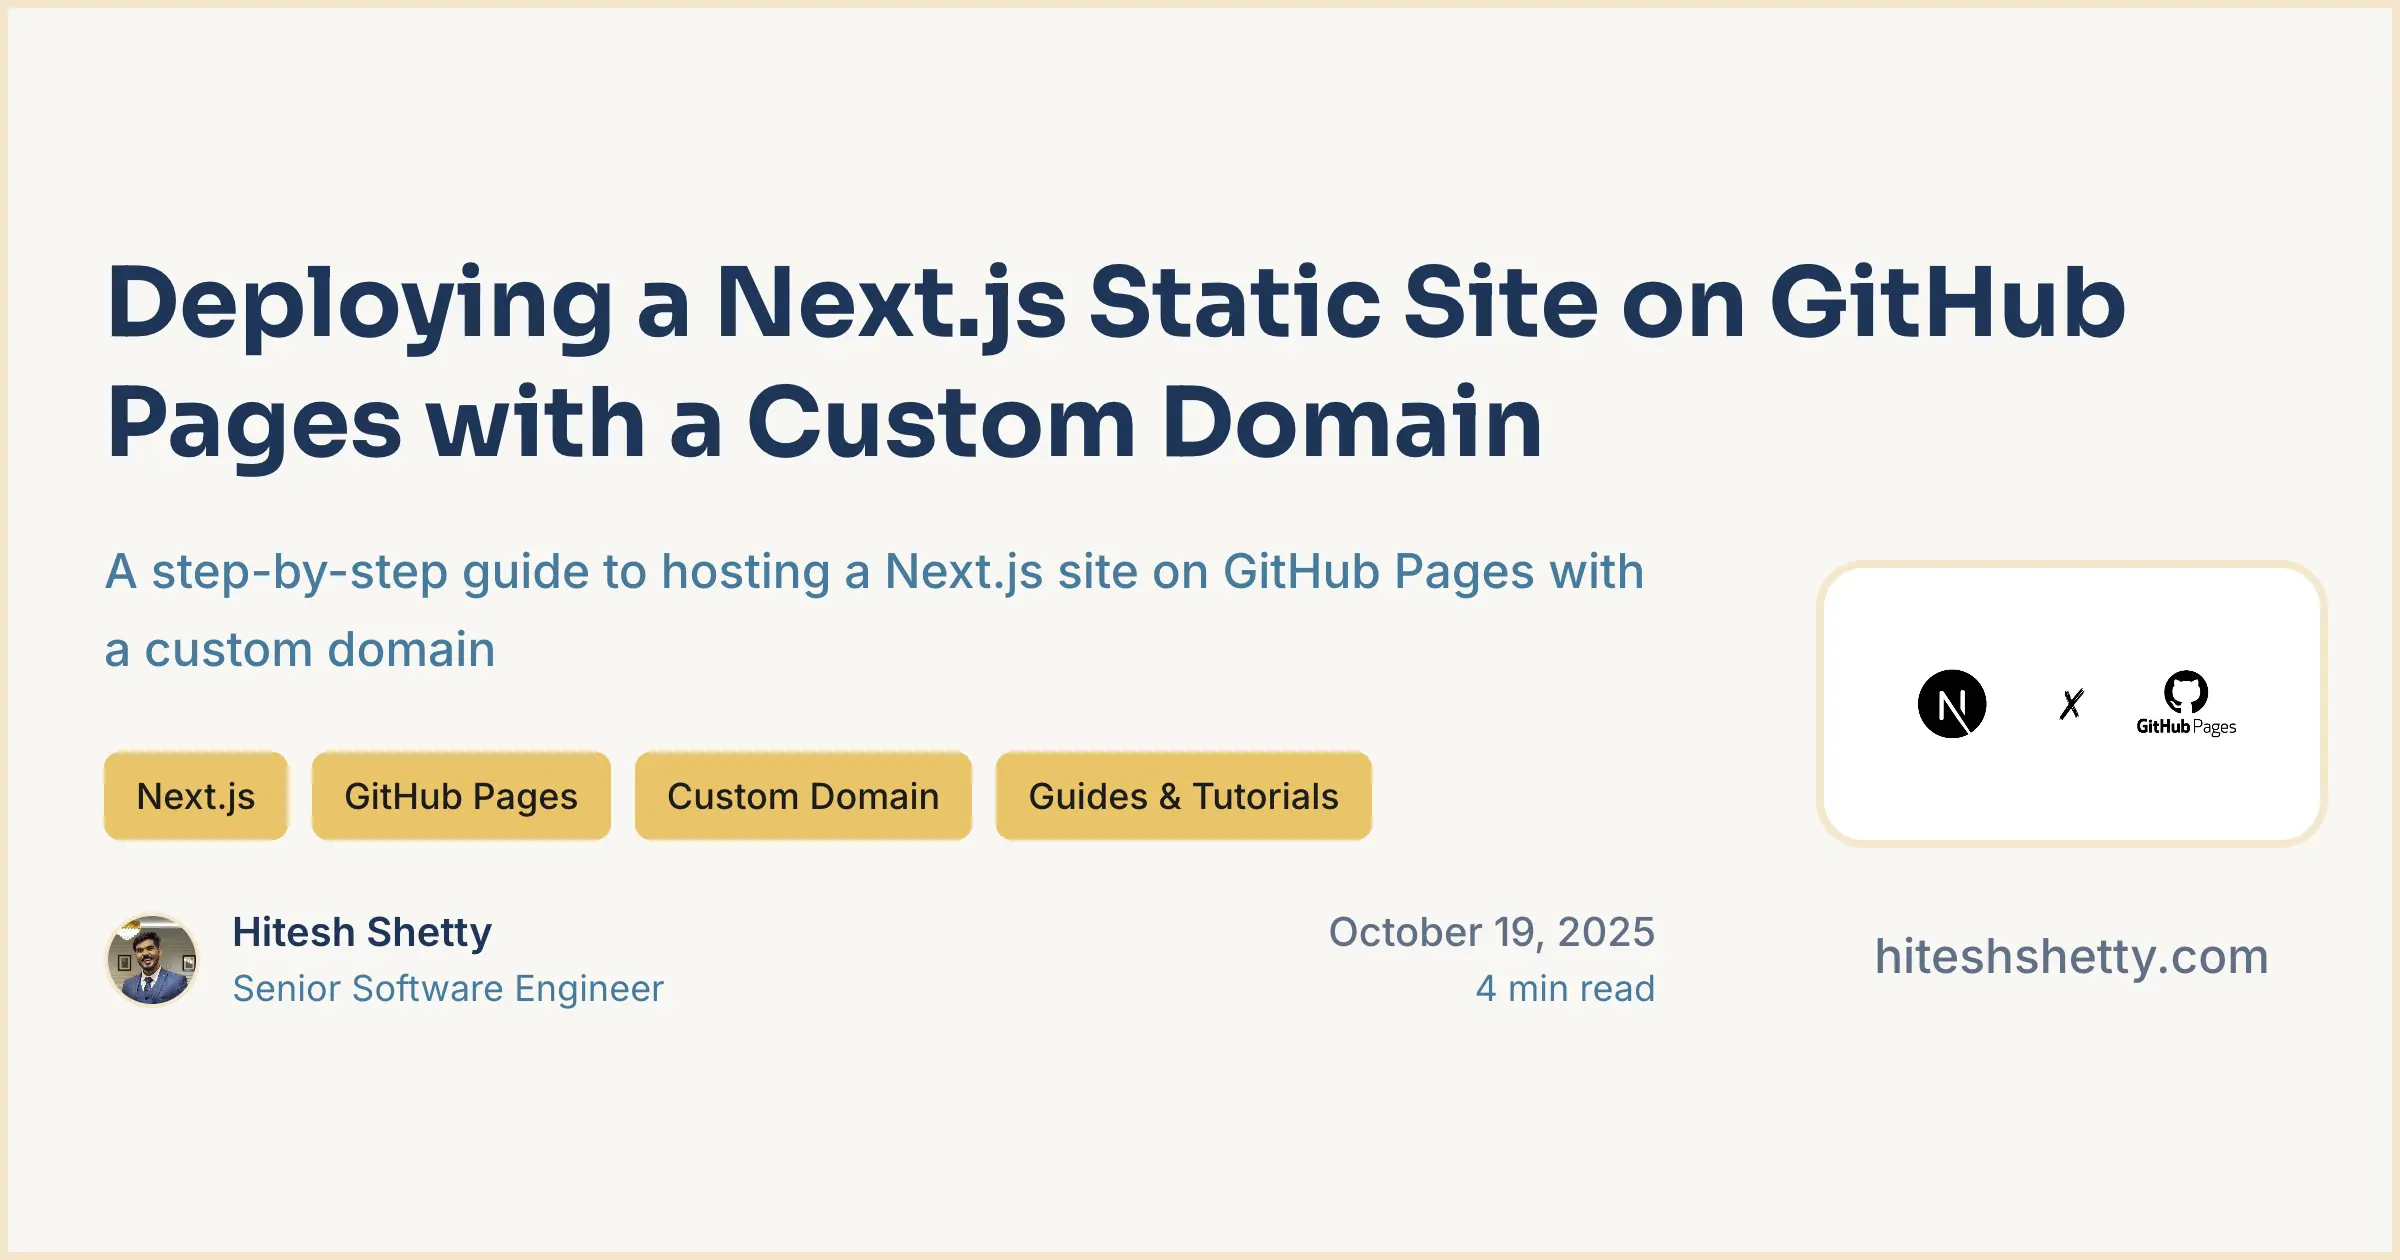 Deploying a Next.js Static Site on GitHub
Pages with a Custom Domain
A step-by-step guide to hosting a Next.js site on GitHub Pages with
a custom domain
N X GitHub Pages
Next.js GitHub Pages Custom Domain Guides & Tutorials
Hitesh Shetty
Senior Software Engineer
October 19, 2025
4 min read
hiteshshetty.com